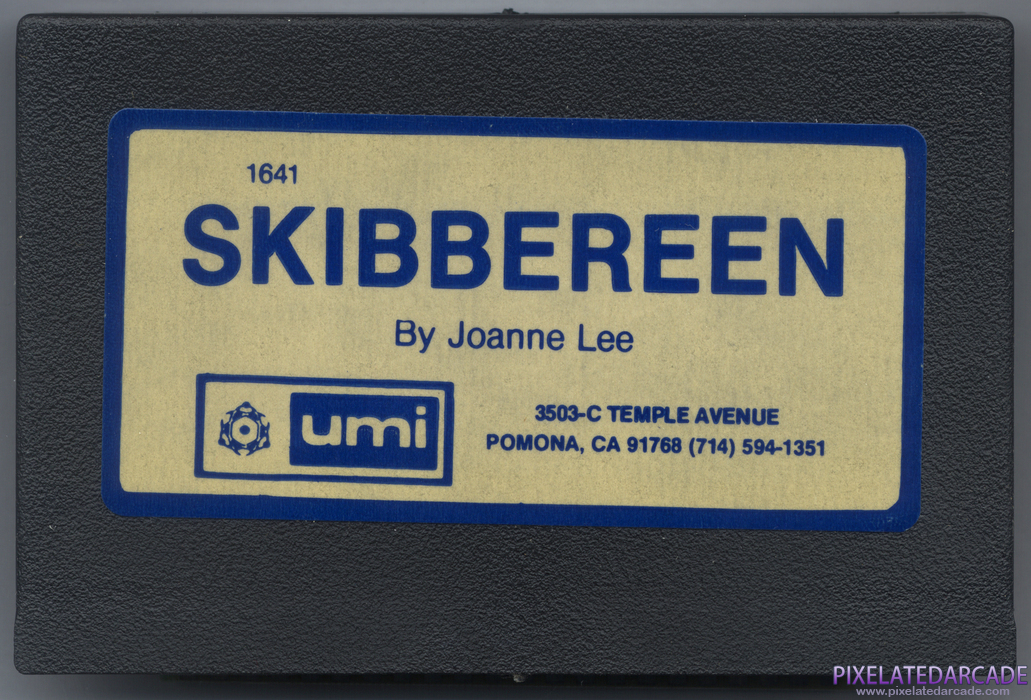 1641
SKIBBEREEN
By Joanne Lee
umi
3503-C TEMPLE AVENUE
POMONA, CA 91768 (714) 594-1351
PIXELATEDARCADE
www.pixelatedarcade.com